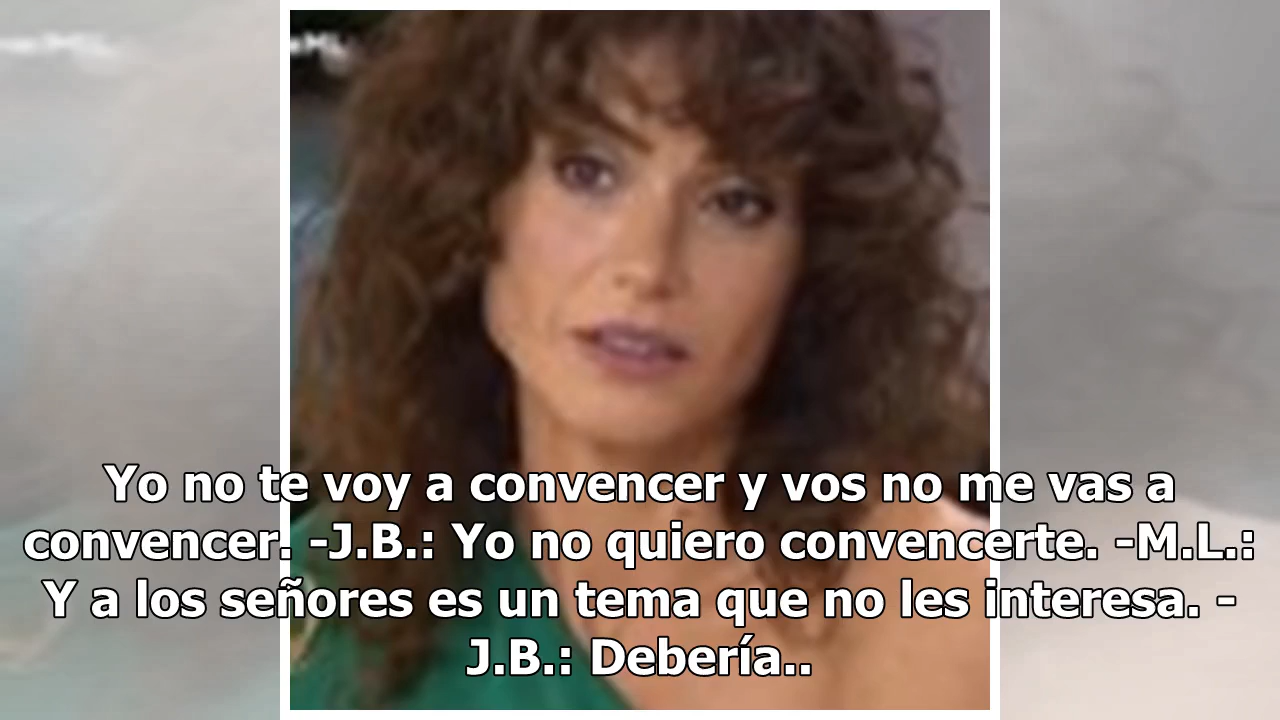 Yo no te voy a convencer y vos no me vas a
convencer. -J.B.: Yo no quiero convencerte. -M.L.:
Y a los señores es un tema que no les interesa. -
J.B.: Debería..